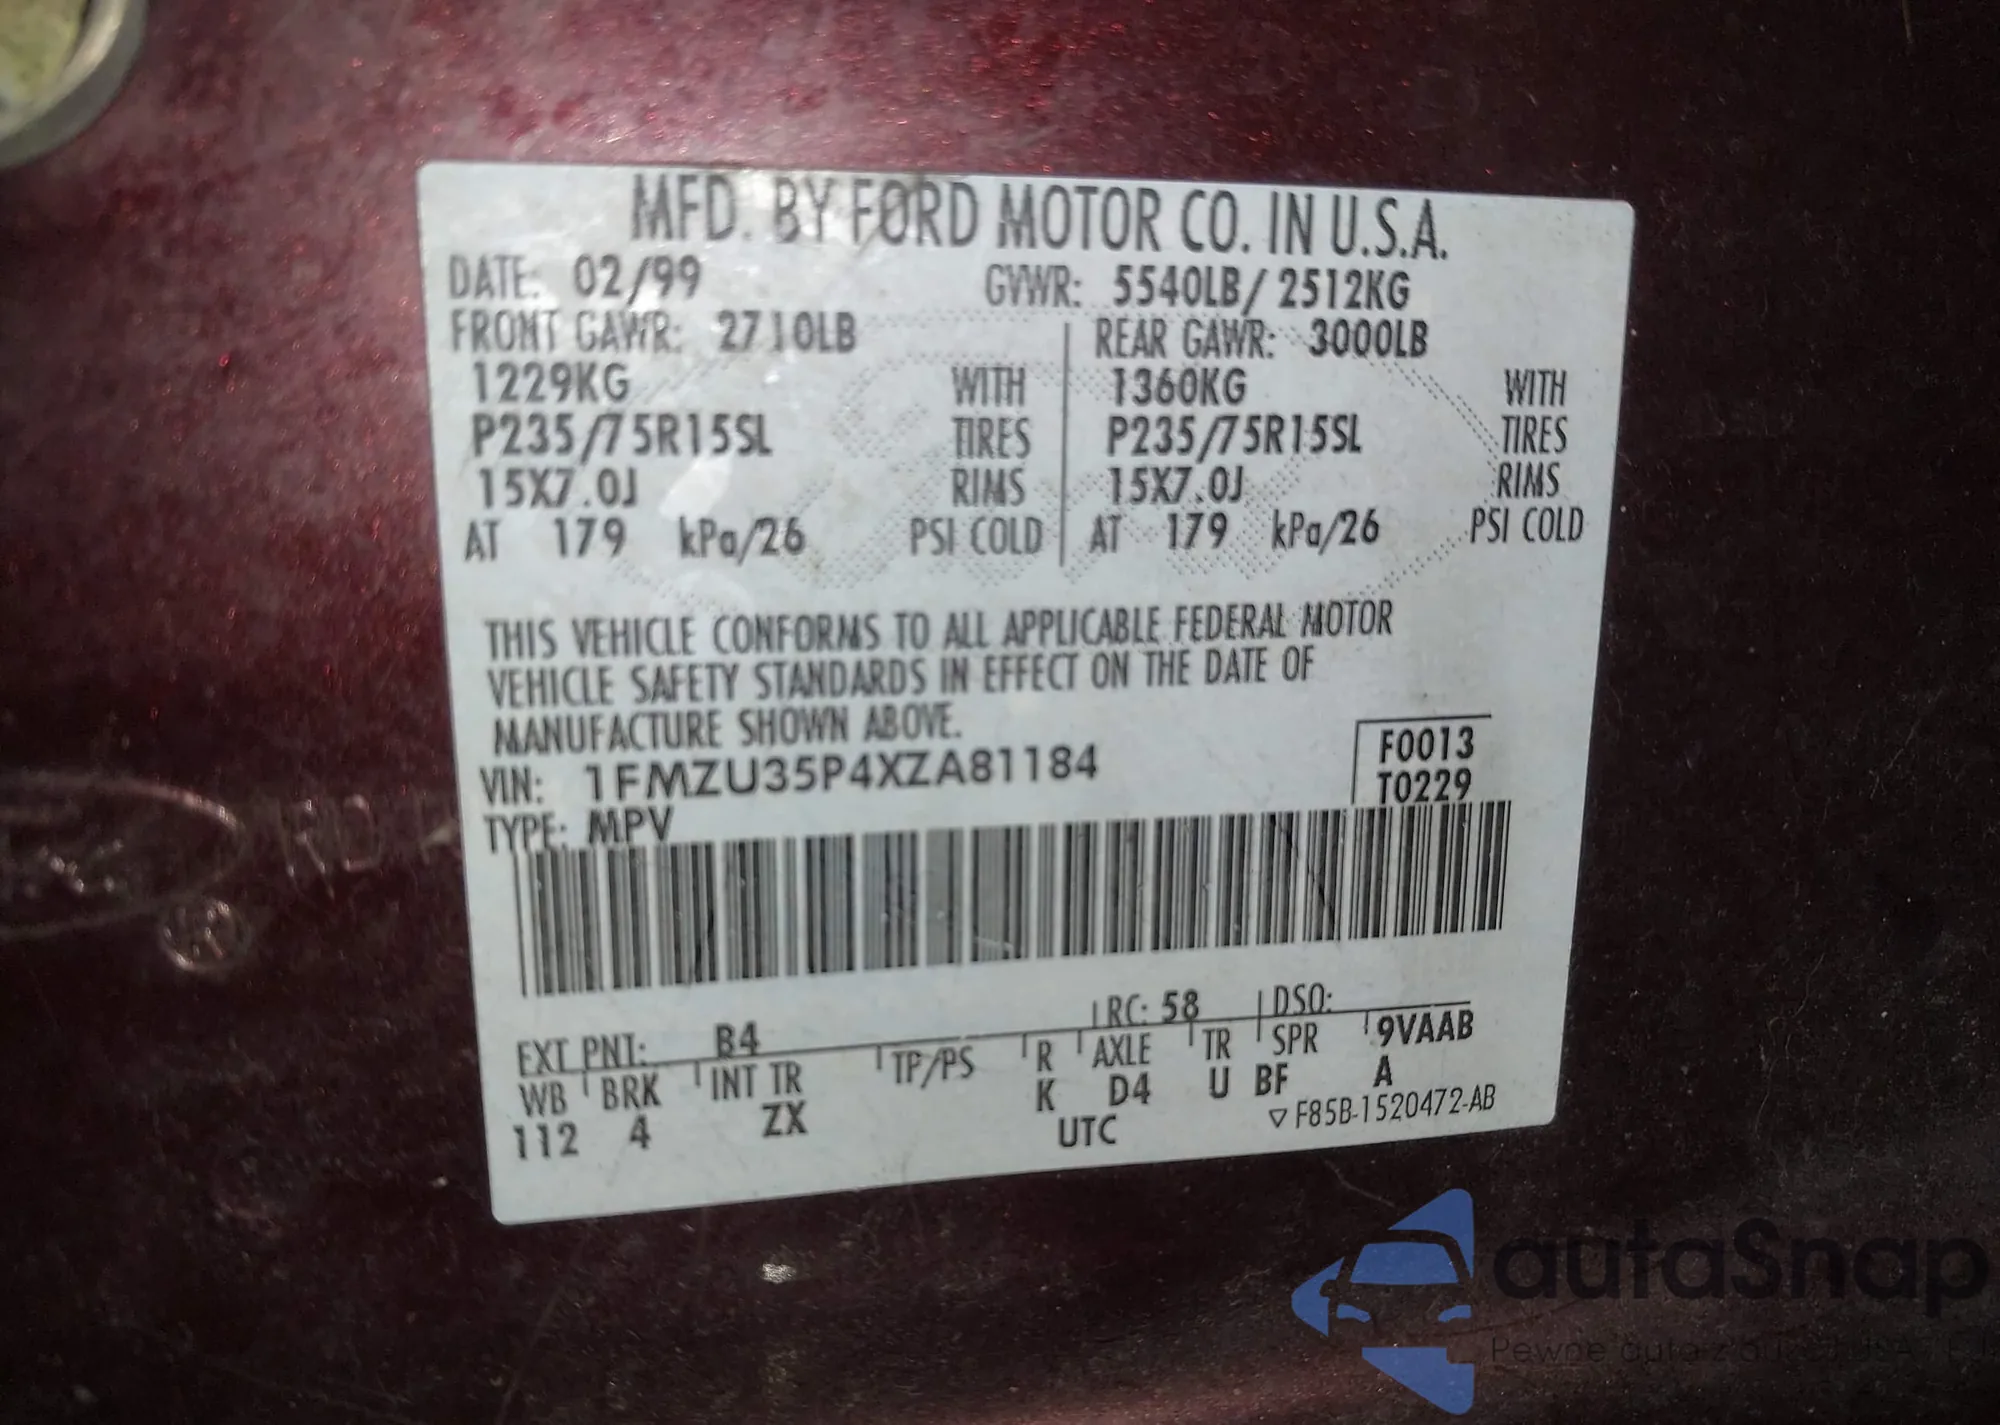 MFD. BY FORD MOTOR CO. IN U.S.A.
DATE: 02/99 GVWR: 5540LB/2512KG
FRONT GAWR: 2710LB REAR GAWR: 3000LB
1229KG WITH 1360KG WITH
P235/75R15SL TIRES P235/75R15SL TIRES
15X7.0J RIMS 15X7.0J RIMS
AT 179 kPa/26 PSI COLD AT 179 kPa/26 PSI COLD
THIS VEHICLE CONFORMS TO ALL APPLICABLE FEDERAL MOTOR
VEHICLE SAFETY STANDARDS IN EFFECT ON THE DATE OF
MANUFACTURE SHOWN ABOVE.
F0013
VIN: 1FMZU35P4XZA81184
T0229
TYPE: MPV
EXT PNT: B4 RC: 58 DSO:
WB BRK INT TR TP/PS R AXLE TR SPR 9VAAB
112 4 ZX K D4 U BF A
UTC ▽F85B-1520472-AB
autaSnap
Pewne auta z